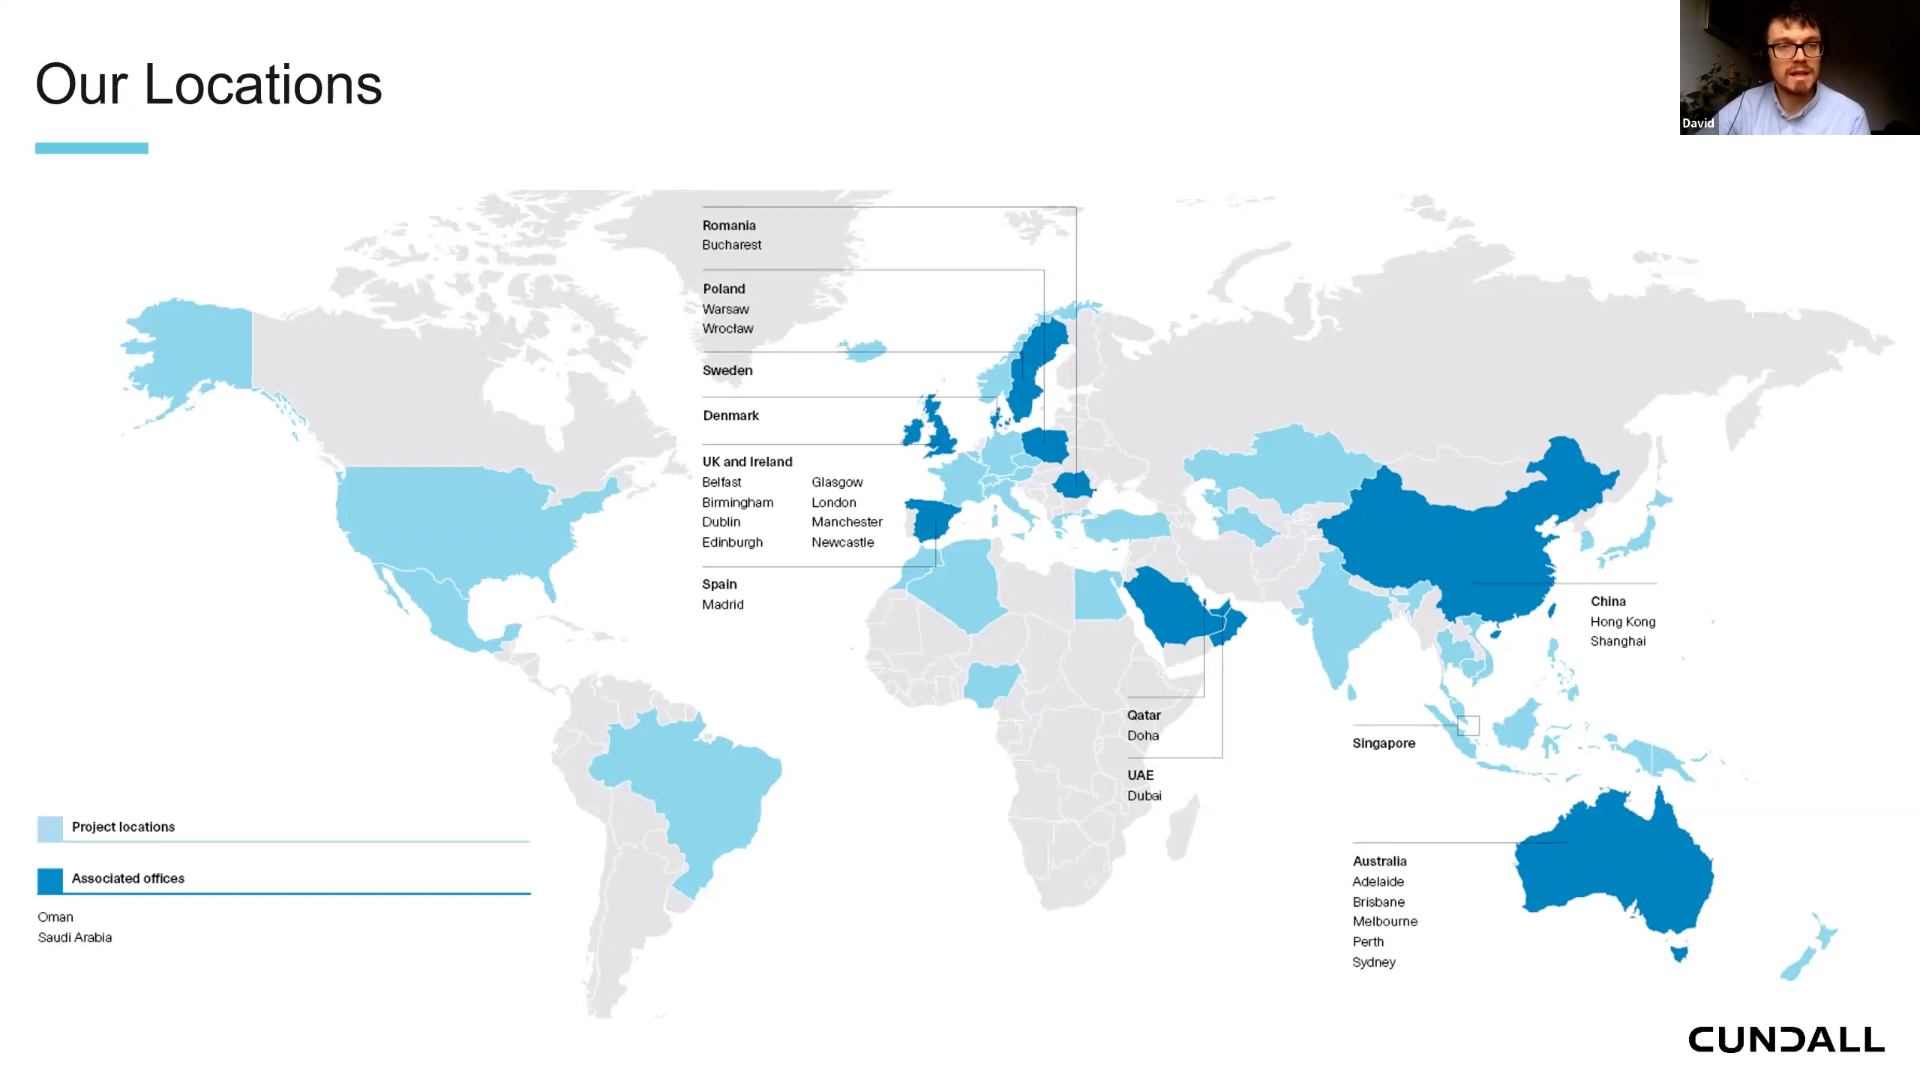 Our Locations
David
Romania
Bucharest
Poland
Warsaw
Wrocław
Sweden
Denmark
UK and Ireland
Belfast Glasgow
Birmingham London
Dublin Manchester
Edinburgh Newcastle
Spain
Madrid
China
Hong Kong
Shanghai
Qatar
Doha
UAE
Dubai
Singapore
Australia
Adelaide
Brisbane
Melbourne
Perth
Sydney
Project locations
Associated offices
Oman
Saudi Arabia
CUNDALL